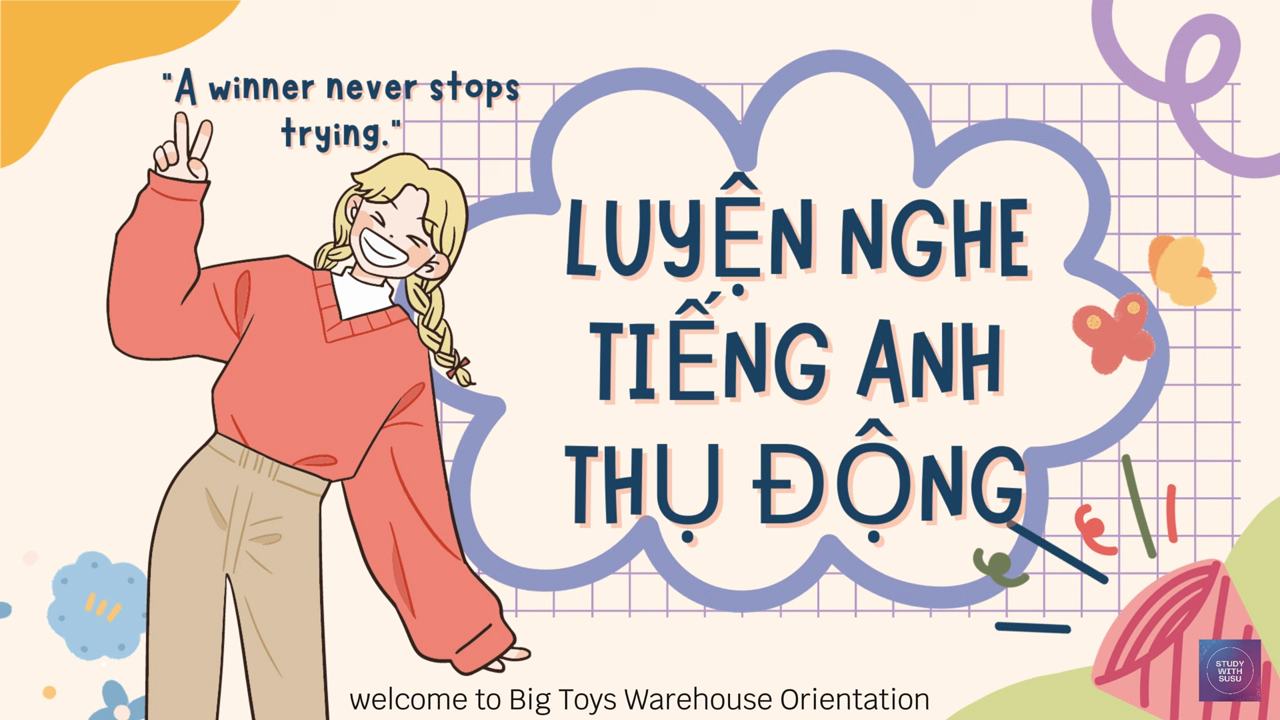 "A winner never stops
trying."
LUYỆN NGHE
TIẾNG ANH
THỤ ĐỘNG
STUDY
WITH
SUSU
welcome to Big Toys Warehouse Orientation